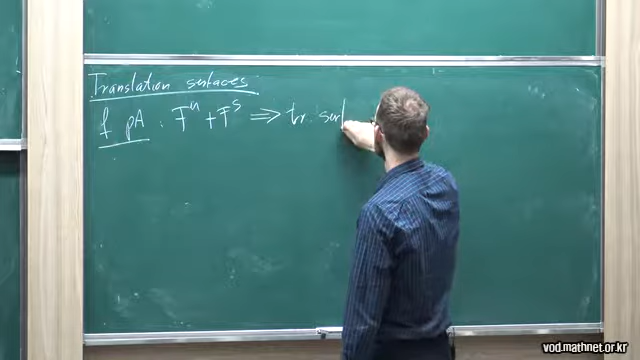 Translation surfaces
f pA : F^u + F^s ⟹ tr. surf
vod.mathnet.or.kr